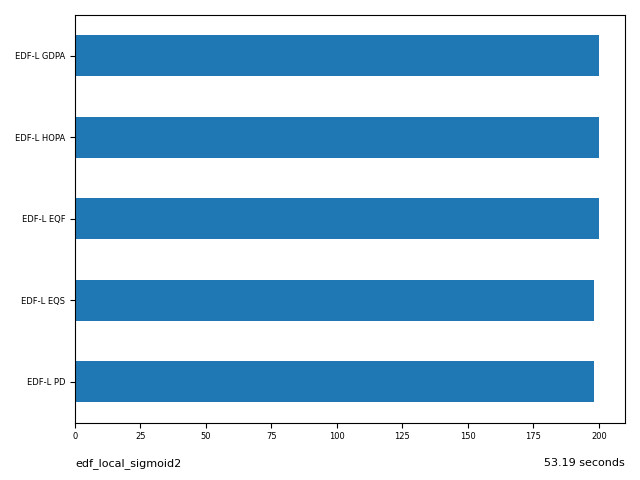 EDF-L GDPA
EDF-L HOPA
EDF-L EQF
EDF-L EQS
EDF-L PD
0 25 50 75 100 125 150 175 200
edf_local_sigmoid2 53.19 seconds